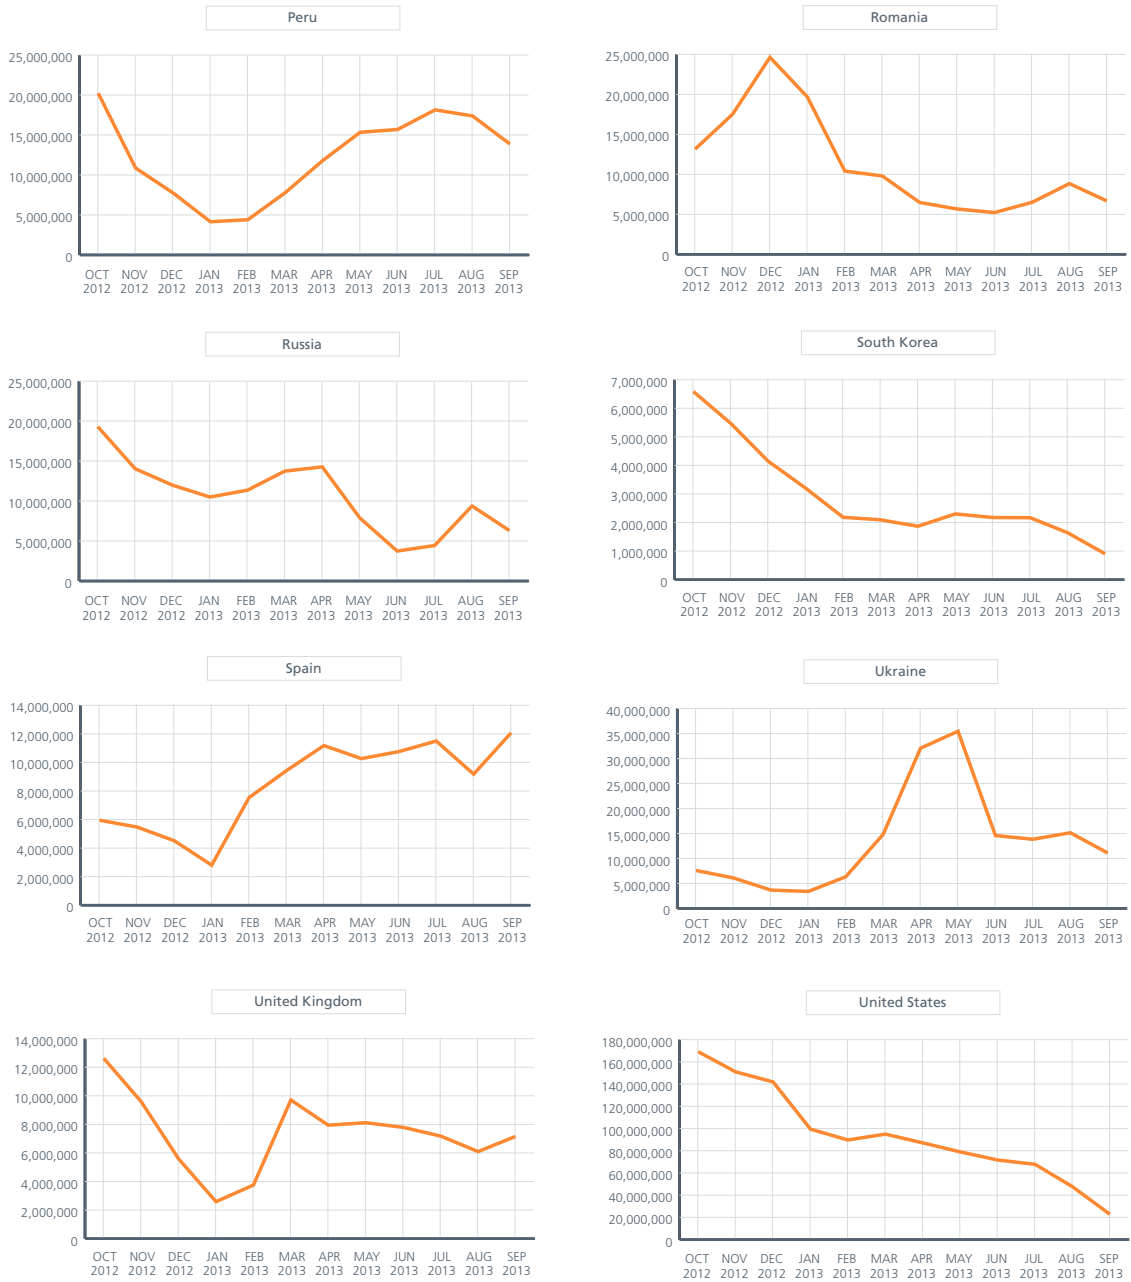 Peru
25,000,000
20,000,000
15,000,000
10,000,000
5,000,000
0
OCT NOV DEC JAN FEB MAR APR MAY JUN JUL AUG SEP
2012 2012 2012 2013 2013 2013 2013 2013 2013 2013 2013 2013
Romania
25,000,000
20,000,000
15,000,000
10,000,000
5,000,000
0
OCT NOV DEC JAN FEB MAR APR MAY JUN JUL AUG SEP
2012 2012 2012 2013 2013 2013 2013 2013 2013 2013 2013 2013
Russia
25,000,000
20,000,000
15,000,000
10,000,000
5,000,000
0
OCT NOV DEC JAN FEB MAR APR MAY JUN JUL AUG SEP
2012 2012 2012 2013 2013 2013 2013 2013 2013 2013 2013 2013
South Korea
7,000,000
6,000,000
5,000,000
4,000,000
3,000,000
2,000,000
1,000,000
0
OCT NOV DEC JAN FEB MAR APR MAY JUN JUL AUG SEP
2012 2012 2012 2013 2013 2013 2013 2013 2013 2013 2013 2013
Spain
14,000,000
12,000,000
10,000,000
8,000,000
6,000,000
4,000,000
2,000,000
0
OCT NOV DEC JAN FEB MAR APR MAY JUN JUL AUG SEP
2012 2012 2012 2013 2013 2013 2013 2013 2013 2013 2013 2013
Ukraine
40,000,000
35,000,000
30,000,000
25,000,000
20,000,000
15,000,000
10,000,000
5,000,000
0
OCT NOV DEC JAN FEB MAR APR MAY JUN JUL AUG SEP
2012 2012 2012 2013 2013 2013 2013 2013 2013 2013 2013 2013
United Kingdom
14,000,000
12,000,000
10,000,000
8,000,000
6,000,000
4,000,000
2,000,000
0
OCT NOV DEC JAN FEB MAR APR MAY JUN JUL AUG SEP
2012 2012 2012 2013 2013 2013 2013 2013 2013 2013 2013 2013
United States
180,000,000
160,000,000
140,000,000
120,000,000
100,000,000
80,000,000
60,000,000
40,000,000
20,000,000
0
OCT NOV DEC JAN FEB MAR APR MAY JUN JUL AUG SEP
2012 2012 2012 2013 2013 2013 2013 2013 2013 2013 2013 2013